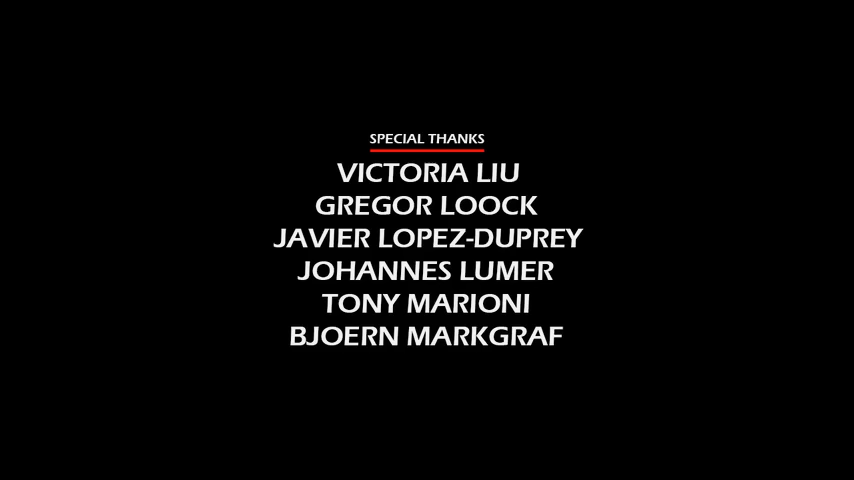 SPECIAL THANKS
VICTORIA LIU
GREGOR LOOCK
JAVIER LOPEZ-DUPREY
JOHANNES LUMER
TONY MARIONI
BJOERN MARKGRAF